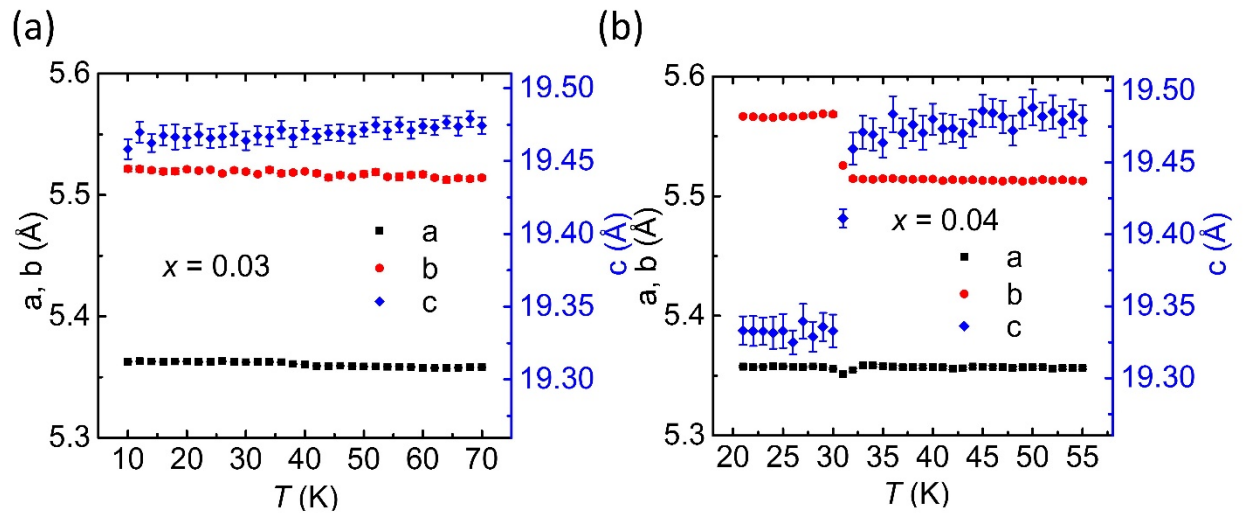 (a)
5.6
5.5
5.4
5.3
a, b (Å)
10 20 30 40 50 60 70
T (K)
x = 0.03
a
b
c
19.50
19.45
19.40
19.35
19.30
c (Å)
(b)
5.6
5.5
5.4
5.3
a, b (Å)
20 25 30 35 40 45 50 55
T (K)
x = 0.04
a
b
c
19.50
19.45
19.40
19.35
19.30
c (Å)